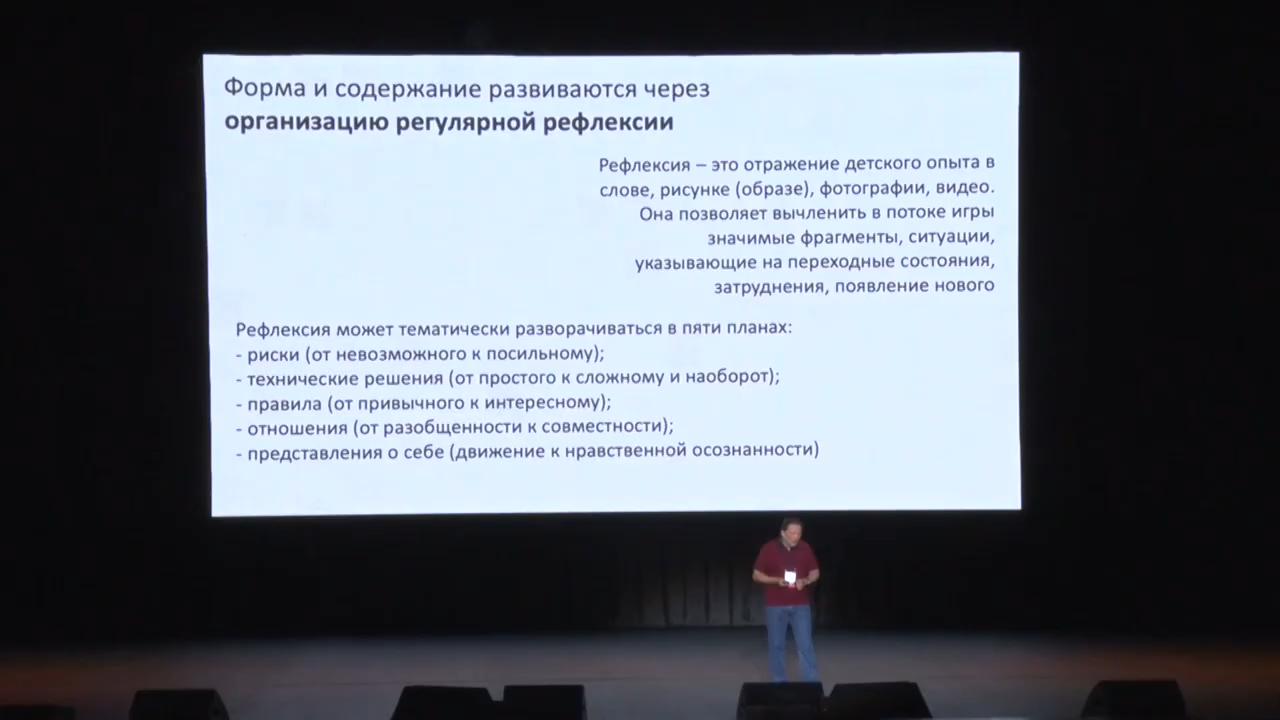 Форма и содержание развиваются через
организацию регулярной рефлексии
Рефлексия – это отражение детского опыта в
слове, рисунке (образе), фотографии, видео.
Она позволяет вычленить в потоке игры
значимые фрагменты, ситуации,
указывающие на переходные состояния,
затруднения, появление нового
Рефлексия может тематически разворачиваться в пяти планах:
- риски (от невозможного к посильному);
- технические решения (от простого к сложному и наоборот);
- правила (от привычного к интересному);
- отношения (от разобщенности к совместности);
- представления о себе (движение к нравственной осознанности)